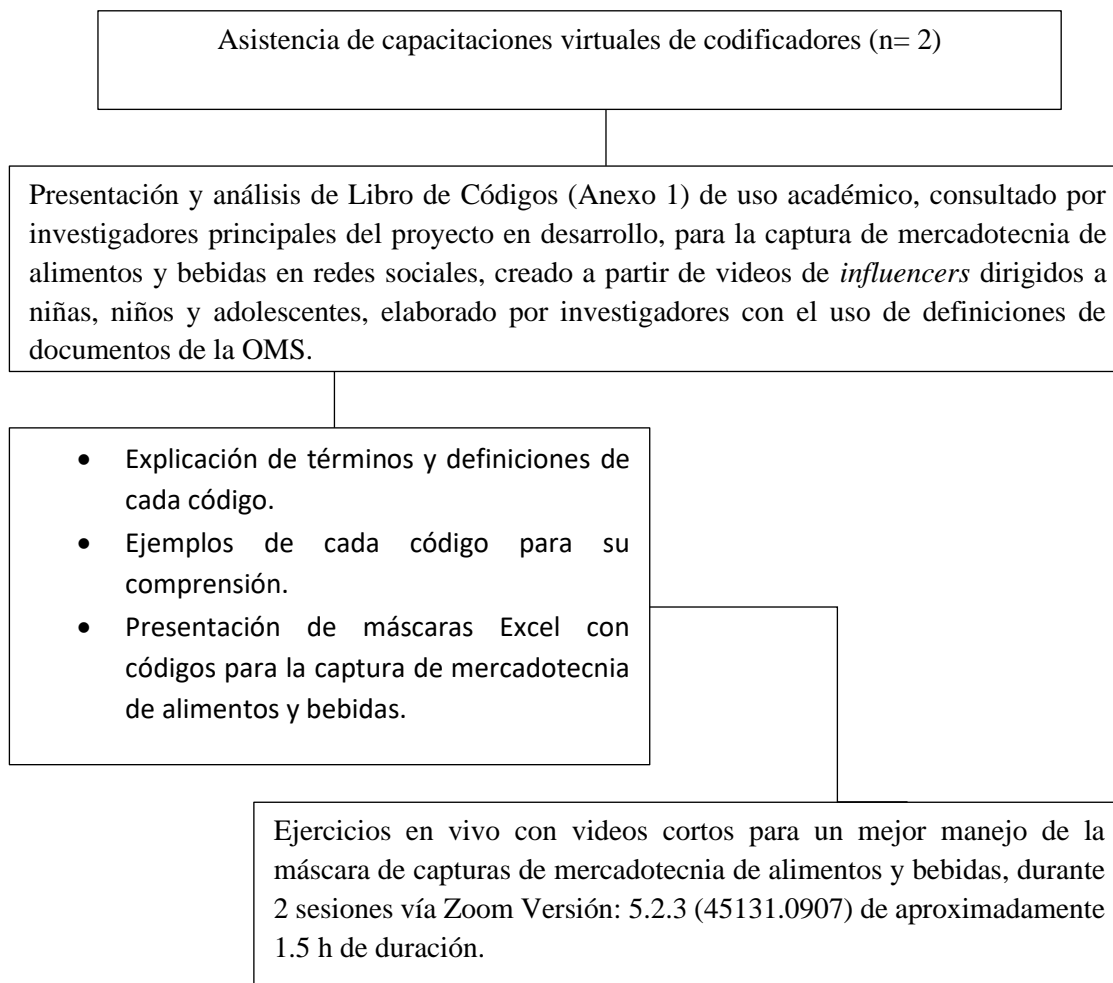 Asistencia de capacitaciones virtuales de codificadores (n= 2)
Presentación y análisis de Libro de Códigos (Anexo 1) de uso académico, consultado por
investigadores principales del proyecto en desarrollo, para la captura de mercadotecnia de
alimentos y bebidas en redes sociales, creado a partir de videos de influencers dirigidos a
niñas, niños y adolescentes, elaborado por investigadores con el uso de definiciones de
documentos de la OMS.
• Explicación de términos y definiciones de
cada código.
• Ejemplos de cada código para su
comprensión.
• Presentación de máscaras Excel con
códigos para la captura de mercadotecnia
de alimentos y bebidas.
Ejercicios en vivo con videos cortos para un mejor manejo de la
máscara de capturas de mercadotecnia de alimentos y bebidas, durante
2 sesiones vía Zoom Versión: 5.2.3 (45131.0907) de aproximadamente
1.5 h de duración.